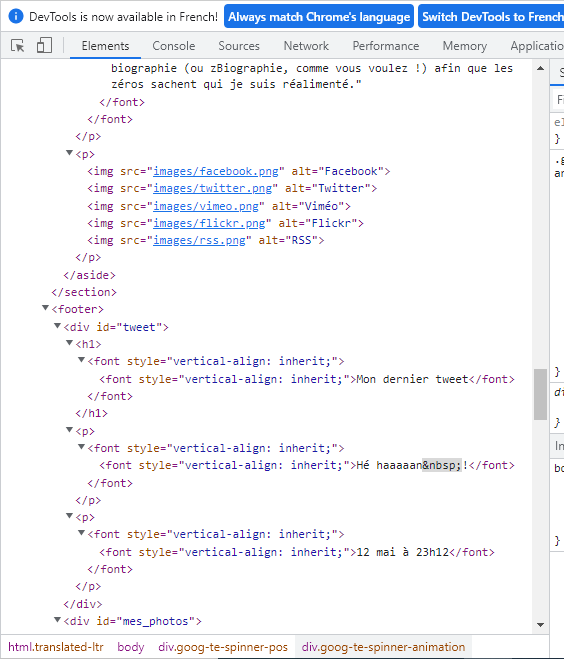 DevTools is now available in French! Always match Chrome's language Switch DevTools to French
Elements Console Sources Network Performance Memory Application
biographie (ou zBiographie, comme vous voulez !) afin que les
zéros sachent qui je suis réalimenté."
</font>
</font>
</p>
<p>
<img src="images/facebook.png" alt="Facebook">
<img src="images/twitter.png" alt="Twitter">
<img src="images/vimeo.png" alt="Viméo">
<img src="images/flickr.png" alt="Flickr">
<img src="images/rss.png" alt="RSS">
</p>
</aside>
</section>
<footer>
<div id="tweet">
<h1>
<font style="vertical-align: inherit;">
<font style="vertical-align: inherit;">Mon dernier tweet</font>
</font>
</h1>
<p>
<font style="vertical-align: inherit;">
<font style="vertical-align: inherit;">Hé haaaaan&nbsp;!</font>
</font>
</p>
<p>
<font style="vertical-align: inherit;">
<font style="vertical-align: inherit;">12 mai à 23h12</font>
</font>
</p>
</div>
<div id="mes_photos">
html.translated-ltr body div.goog-te-spinner-pos div.goog-te-spinner-animation